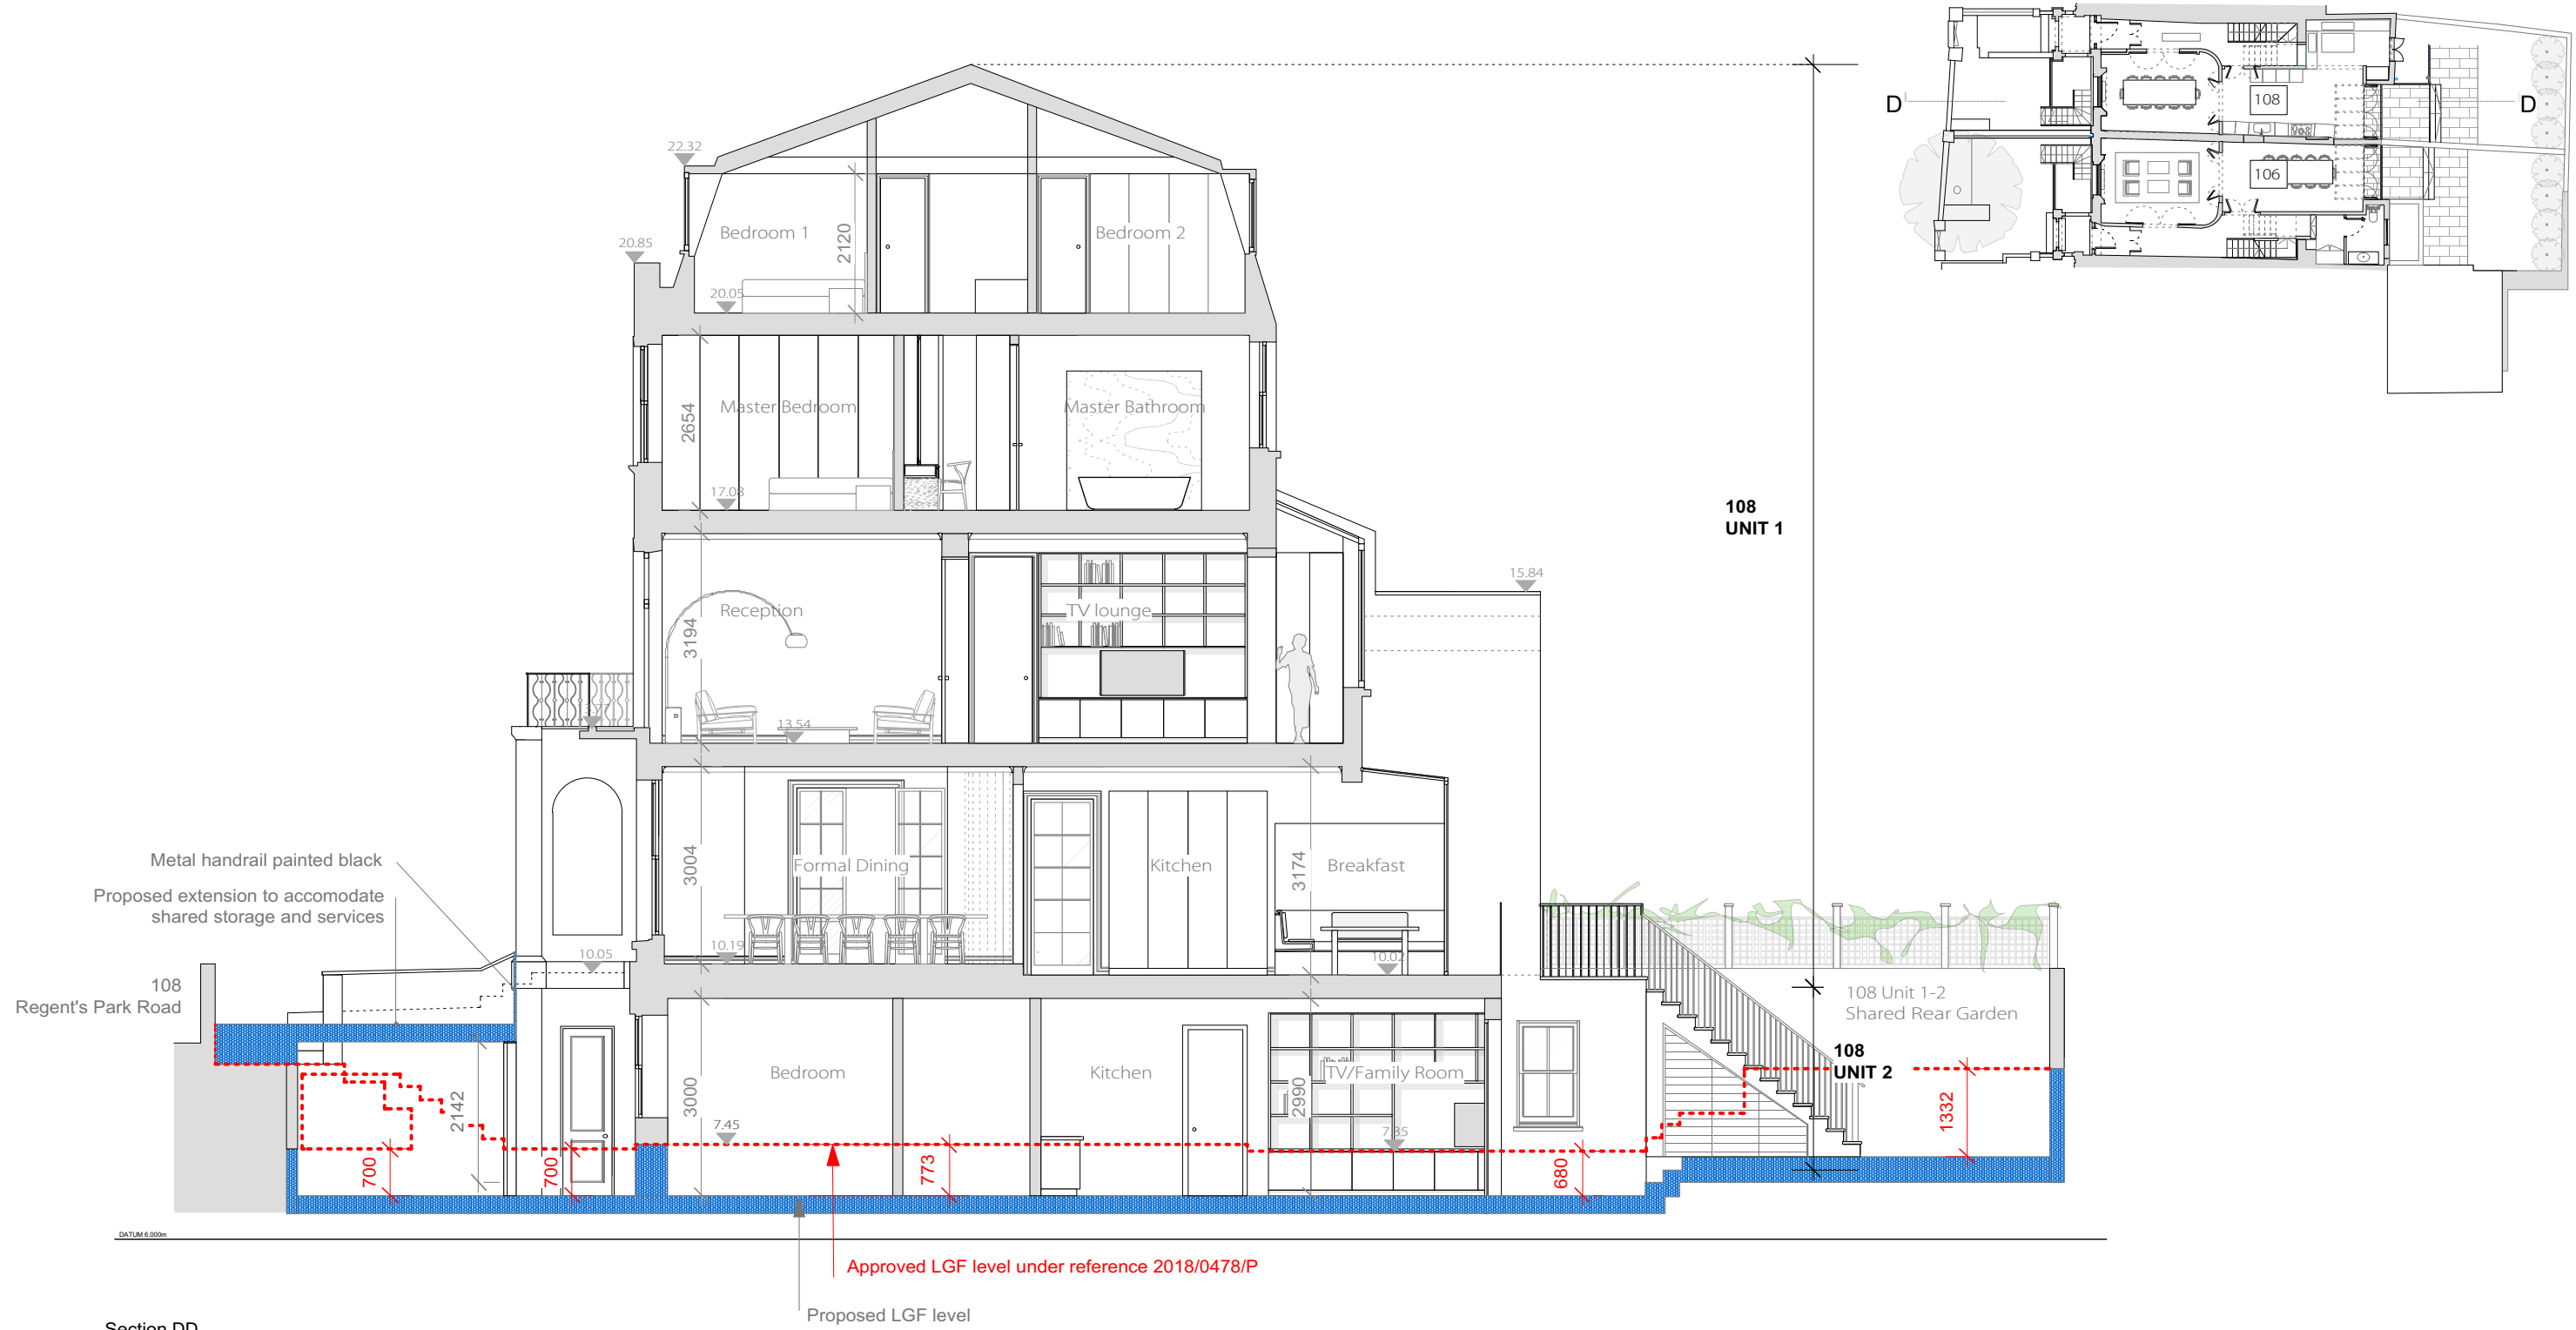 D
D
108
106
22.32
Bedroom 1
2120
Bedroom 2
20.85
20.05
Master Bedroom
Master Bathroom
2654
17.08
108
UNIT 1
15.84
Reception
TV lounge
3194
13.54
Metal handrail painted black
Proposed extension to accomodate
shared storage and services
Formal Dining
Kitchen
Breakfast
3004
3174
10.19
10.05
10.02
108
Regent's Park Road
108 Unit 1-2
Shared Rear Garden
108
UNIT 2
Bedroom
Kitchen
TV/Family Room
2142
3000
2990
7.45
1332
700
700
773
680
DATUM 6.000m
Approved LGF level under reference 2018/0478/P
Proposed LGF level
Section DD